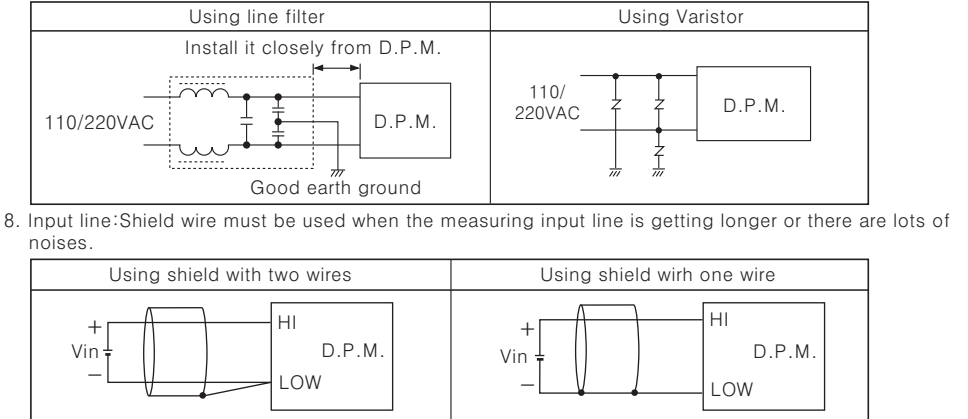 Using line filter
Using Varistor
Install it closely from D.P.M.
110/220VAC
D.P.M.
Good earth ground
110/
220VAC
D.P.M.
8. Input line:Shield wire must be used when the measuring input line is getting longer or there are lots of
noises.
Using shield with two wires
Using shield wirh one wire
+
Vin
−
HI
D.P.M.
LOW
+
Vin
−
HI
D.P.M.
LOW